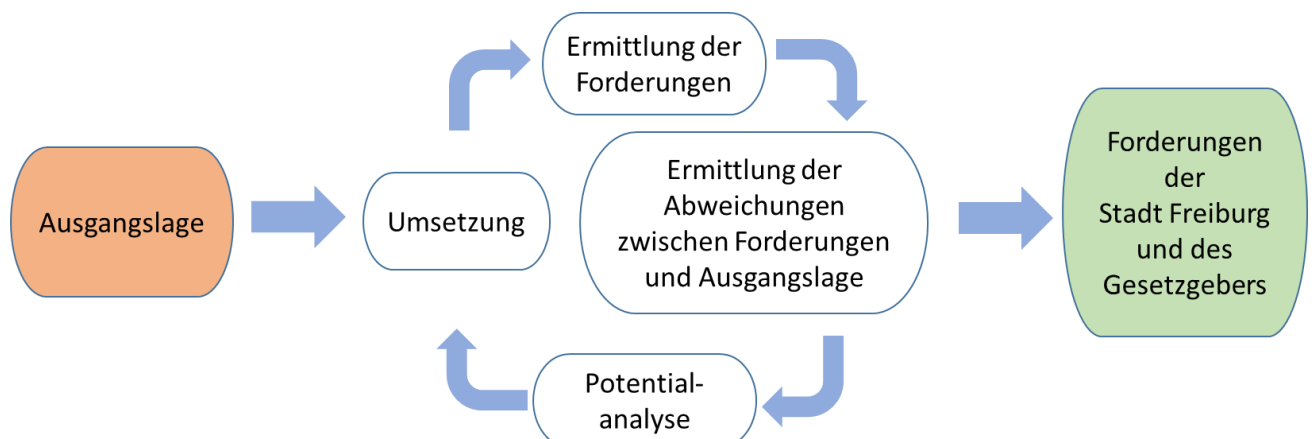 Ausgangslage
Umsetzung
Ermittlung der
Forderungen
Ermittlung der
Abweichungen
zwischen Forderungen
und Ausgangslage
Potential-
analyse
Forderungen
der
Stadt Freiburg
und des
Gesetzgebers